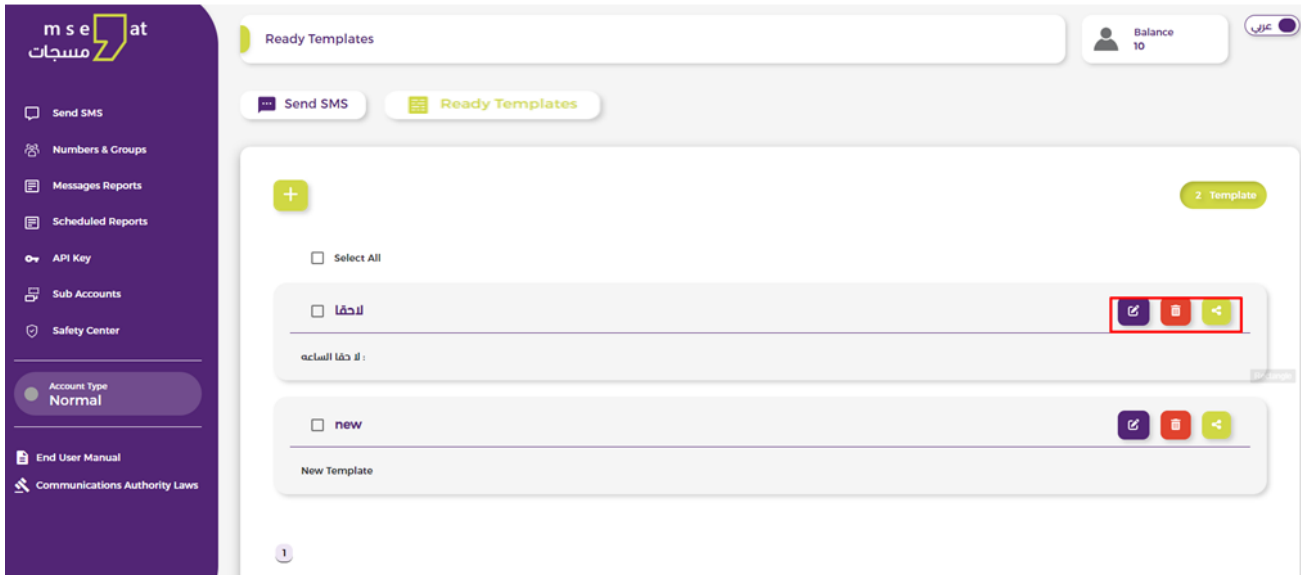 mse at
مسجات
Send SMS
Numbers & Groups
Messages Reports
Scheduled Reports
API Key
Sub Accounts
Safety Center
Account Type
Normal
End User Manual
Communications Authority Laws
Ready Templates
Balance
10
عربي
Send SMS
Ready Templates
2 Template
Select All
لاحقا
لا حقا الساعه :
new
New Template
1